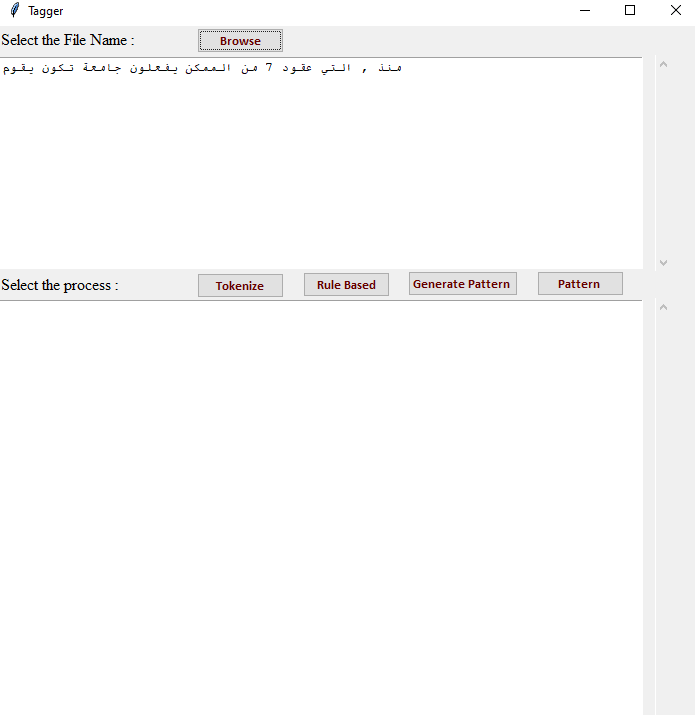 Tagger
Select the File Name :
Browse
منذ , التي عقود 7 من الممكن يفعلون جامعة تكون يقوم
Select the process :
Tokenize
Rule Based
Generate Pattern
Pattern